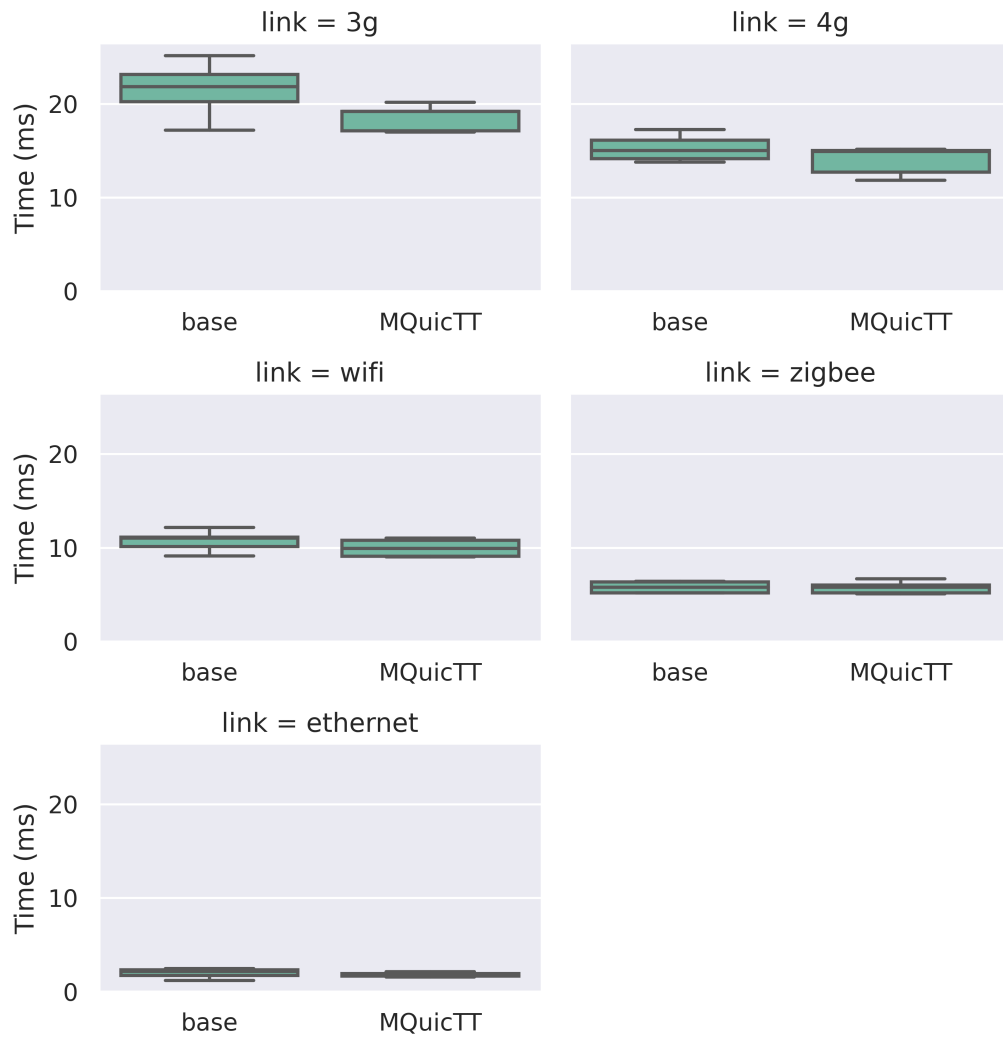 link = 3g
link = 4g
Time (ms)
20
10
0
base
MQuicTT
base
MQuicTT
link = wifi
link = zigbee
Time (ms)
20
10
0
base
MQuicTT
base
MQuicTT
link = ethernet
Time (ms)
20
10
0
base
MQuicTT